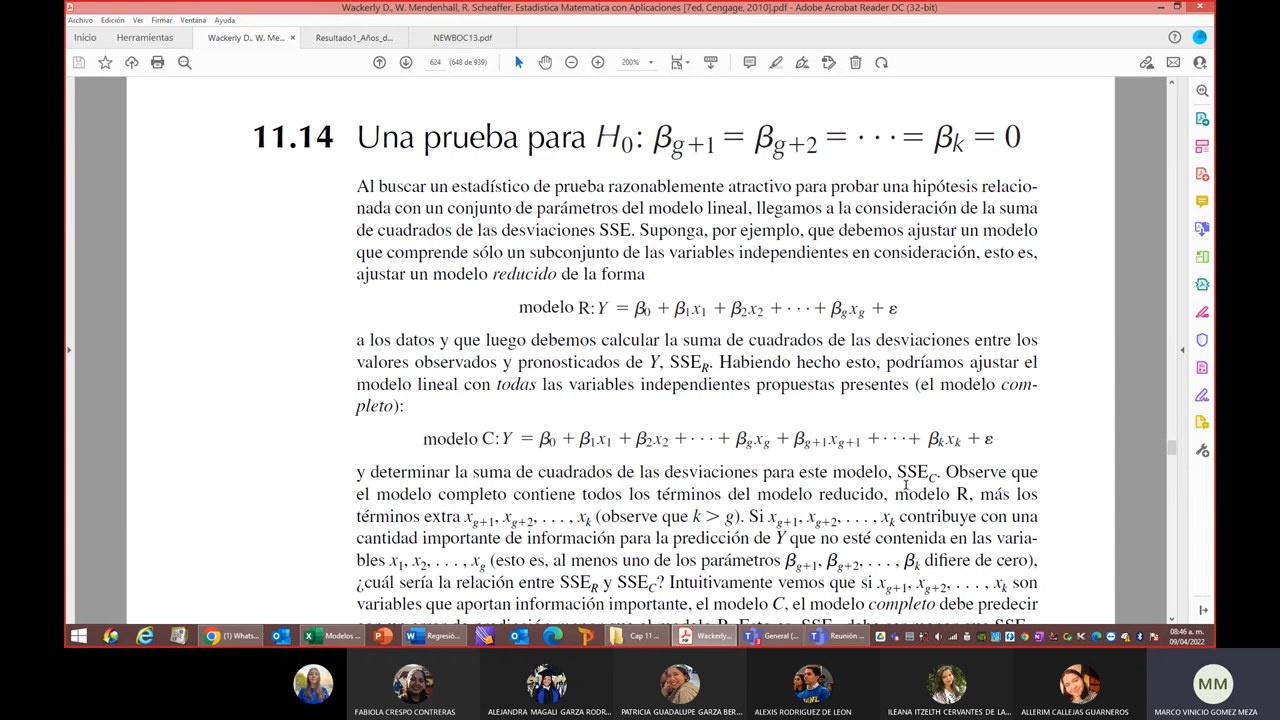 Wackerly D., W. Mendenhall, R. Scheaffer. Estadística Matematica con Aplicaciones [7ed, Cengage, 2010].pdf - Adobe Acrobat Reader DC (32-bit)
Archivo Edición Ver Firmar Ventana Ayuda
Inicio Herramientas Wackerly D., W. Me... × Resultado1_Años_d... NEWBOC13.pdf
624 (648 de 939) 200%
11.14 Una prueba para H0: βg+1 = βg+2 = · · · = βk = 0
Al buscar un estadístico de prueba razonablemente atractivo para probar una hipótesis relacio-
nada con un conjunto de parámetros del modelo lineal, llegamos a la consideración de la suma
de cuadrados de las desviaciones SSE. Suponga, por ejemplo, que debemos ajustar un modelo
que comprende sólo un subconjunto de las variables independientes en consideración, esto es,
ajustar un modelo reducido de la forma
modelo R: Y = β0 + β1x1 + β2x2 + · · · + βgxg + ε
a los datos y que luego debemos calcular la suma de cuadrados de las desviaciones entre los
valores observados y pronosticados de Y, SSER. Habiendo hecho esto, podríamos ajustar el
modelo lineal con todas las variables independientes propuestas presentes (el modelo com-
pleto):
modelo C: Y = β0 + β1x1 + β2x2 + · · · + βgxg + βg+1xg+1 + · · · + βkxk + ε
y determinar la suma de cuadrados de las desviaciones para este modelo, SSEC. Observe que
el modelo completo contiene todos los términos del modelo reducido, modelo R, más los
términos extra xg+1, xg+2, . . . , xk (observe que k > g). Si xg+1, xg+2, . . . , xk contribuye con una
cantidad importante de información para la predicción de Y que no esté contenida en las varia-
bles x1, x2, . . . , xg (esto es, al menos uno de los parámetros βg+1, βg+2, . . . , βk difiere de cero),
¿cuál sería la relación entre SSER y SSEC? Intuitivamente vemos que si xg+1, xg+2, . . . , xk son
variables que aportan información importante, el modelo C, el modelo completo debe predecir
(1) Whats... Modelos ... Regresió... Cap 11 ... Wackerly... General (... Reunión ... 08:46 a. m.
09/04/2022
FABIOLA CRESPO CONTRERAS ALEJANDRA MAGALI GARZA RODR... PATRICIA GUADALUPE GARZA BER... ALEXIS RODRIGUEZ DE LEON ILEANA ITZELTH CERVANTES DE LA... ALLERIM CALLEJAS GUARNEROS MM
MARCO VINICIO GOMEZ MEZA